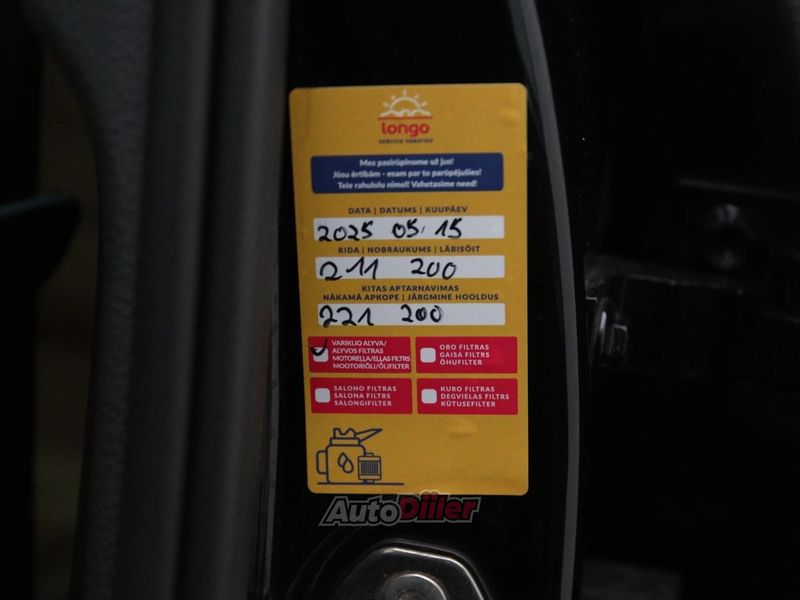 longo
SERVICE VERIFIED
Mes pasirūpinome už jus!
Jūsu ērtībām - esam par to parūpējušies!
Teie rahulolu nimel! Vahetasime need!
DATA | DATUMS | KUUPÄEV
2025 05. 15
RIDA | NOBRAUKUMS | LÄBISÕIT
211 200
KITAS APTARNAVIMAS
NĀKAMĀ APKOPE | JÄRGMINE HOOLDUS
221 200
VARIKLIO ALYVA/
ALYVOS FILTRAS
MOTOREĻĻA/EĻĻAS FILTRS
MOOTORIÕLI/ÕLIFILTER
ORO FILTRAS
GAISA FILTRS
ÕHUFILTER
SALONO FILTRAS
SALONA FILTRS
SALONGIFILTER
KURO FILTRAS
DEGVIELAS FILTRS
KÜTUSEFILTER
AutoDiiler